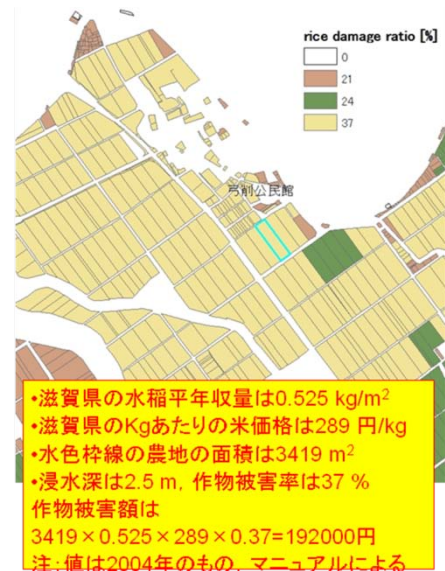 rice damage ratio [%]
0
21
24
37
弓削公民館
•滋賀県の水稲平年収量は0.525 kg/m²
•滋賀県のKgあたりの米価格は289 円/kg
•水色枠線の農地の面積は3419 m²
•浸水深は2.5 m, 作物被害率は37 %
作物被害額は
3419×0.525×289×0.37=192000円
注:値は2004年のもの、マニュアルによる